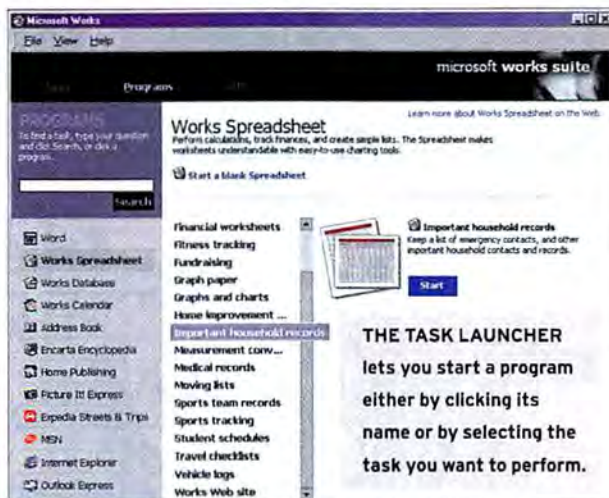 Microsoft Works
File View Help
microsoft works suite
Programs
Learn more about Works Spreadsheet on the Web.
PROGRAMS
To find a task, type your question
and click Search, or click a
program.
Search
Word
Works Spreadsheet
Works Database
Works Calendar
Address Book
Encarta Encyclopedia
Home Publishing
Picture It! Express
Expedia Streets & Trips
MSN
Internet Explorer
Outlook Express
Works Spreadsheet
Perform calculations, track finances, and create simple lists. The Spreadsheet makes
worksheets understandable with easy-to-use charting tools.
Start a blank Spreadsheet
Financial worksheets
Fitness tracking
Fundraising
Graph paper
Graphs and charts
Home improvement ...
Important household records
Measurement conv...
Medical records
Moving lists
Sports team records
Sports tracking
Student schedules
Travel checklists
Vehicle logs
Works Web site
Important household records
Keep a list of emergency contacts, and other
important household contacts and records.
Start
THE TASK LAUNCHER
lets you start a program
either by clicking its
name or by selecting the
task you want to perform.